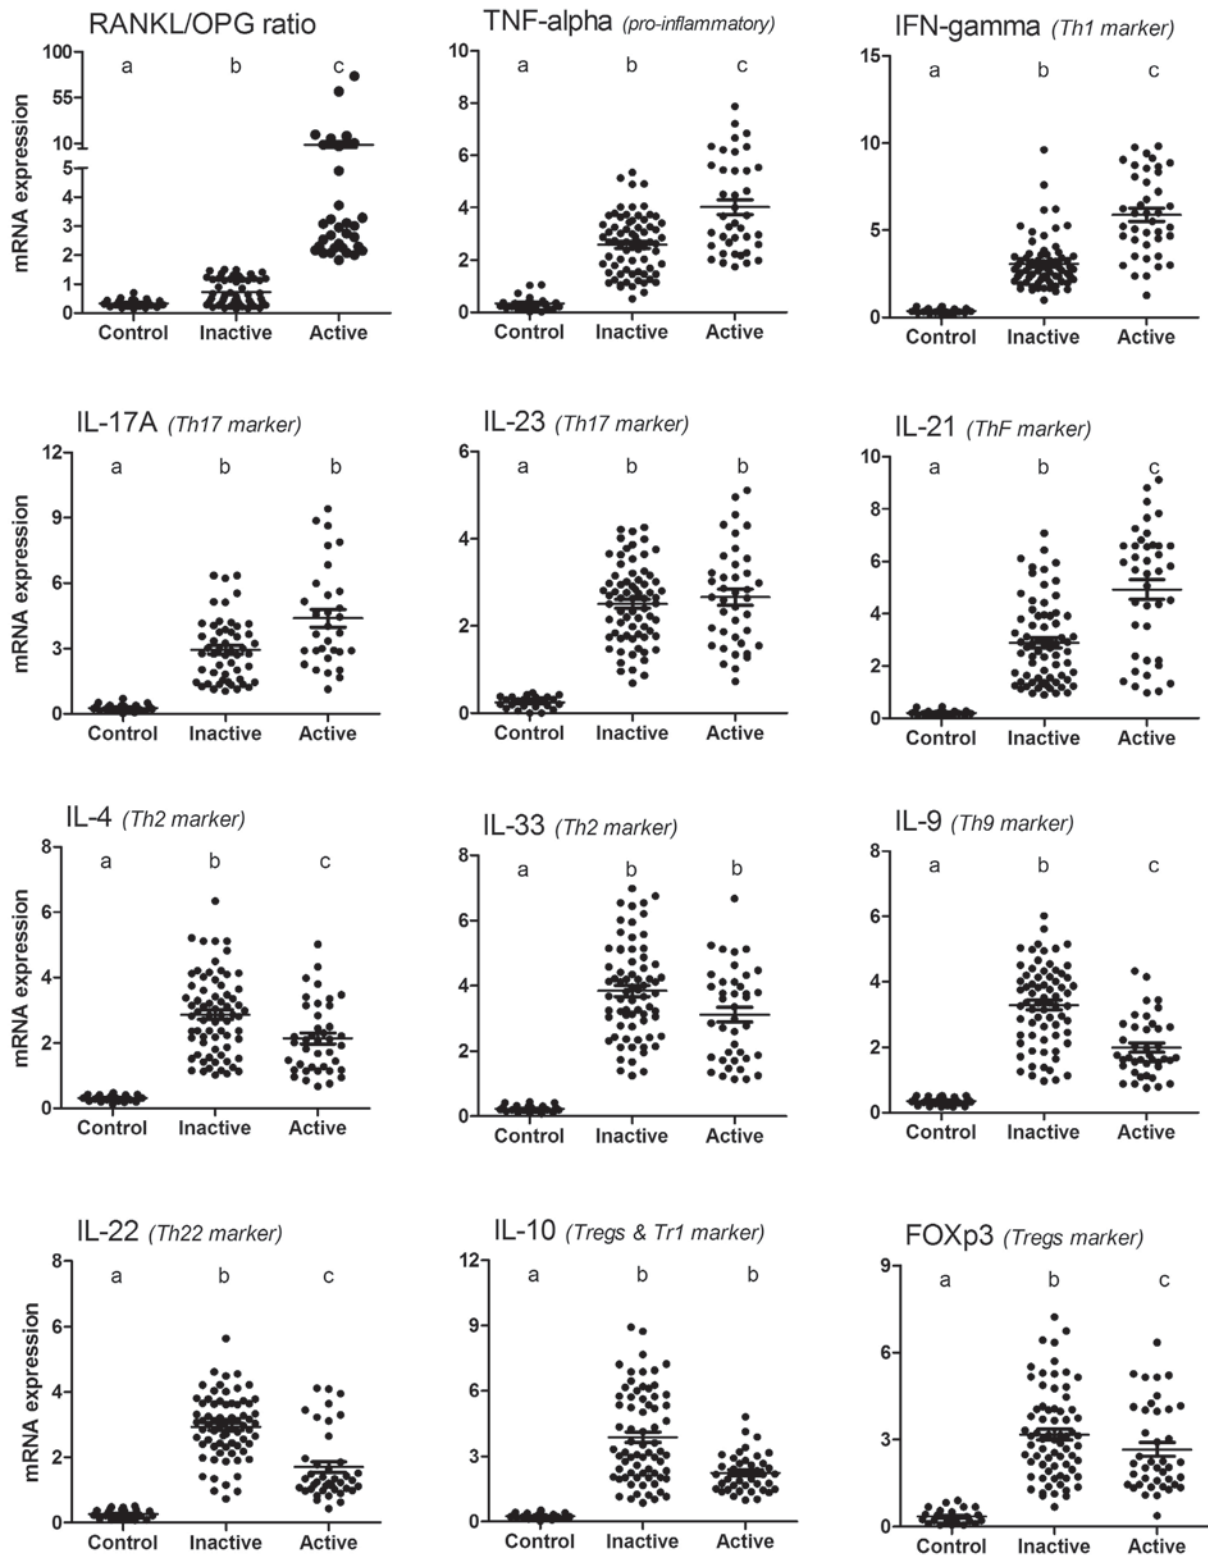 RANKL/OPG ratio
mRNA expression
100
55
10
5
4
3
2
1
0
a b c
Control Inactive Active
TNF-alpha (pro-inflammatory)
10
8
6
4
2
0
a b c
Control Inactive Active
IFN-gamma (Th1 marker)
15
10
5
0
a b c
Control Inactive Active
IL-17A (Th17 marker)
mRNA expression
12
9
6
3
0
a b b
Control Inactive Active
IL-23 (Th17 marker)
6
4
2
0
a b b
Control Inactive Active
IL-21 (ThF marker)
10
8
6
4
2
0
a b c
Control Inactive Active
IL-4 (Th2 marker)
mRNA expression
8
6
4
2
0
a b c
Control Inactive Active
IL-33 (Th2 marker)
8
6
4
2
0
a b b
Control Inactive Active
IL-9 (Th9 marker)
8
6
4
2
0
a b c
Control Inactive Active
IL-22 (Th22 marker)
mRNA expression
8
6
4
2
0
a b c
Control Inactive Active
IL-10 (Tregs & Tr1 marker)
12
9
6
3
0
a b b
Control Inactive Active
FOXp3 (Tregs marker)
9
6
3
0
a b c
Control Inactive Active